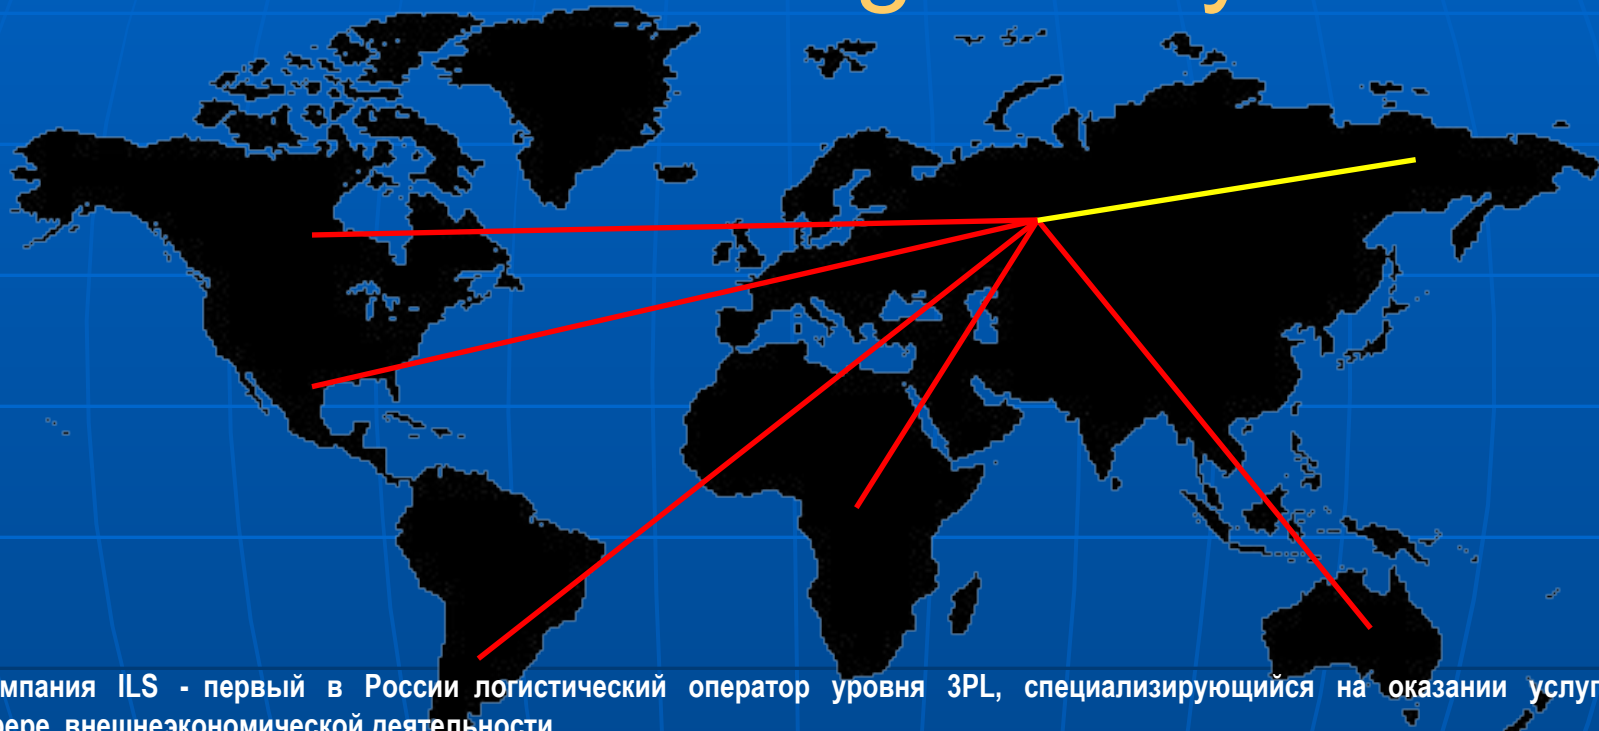 мпания ILS - первый в России логистический оператор уровня 3PL, специализирующийся на оказании услуг
фере внешнеэкономической деятельности